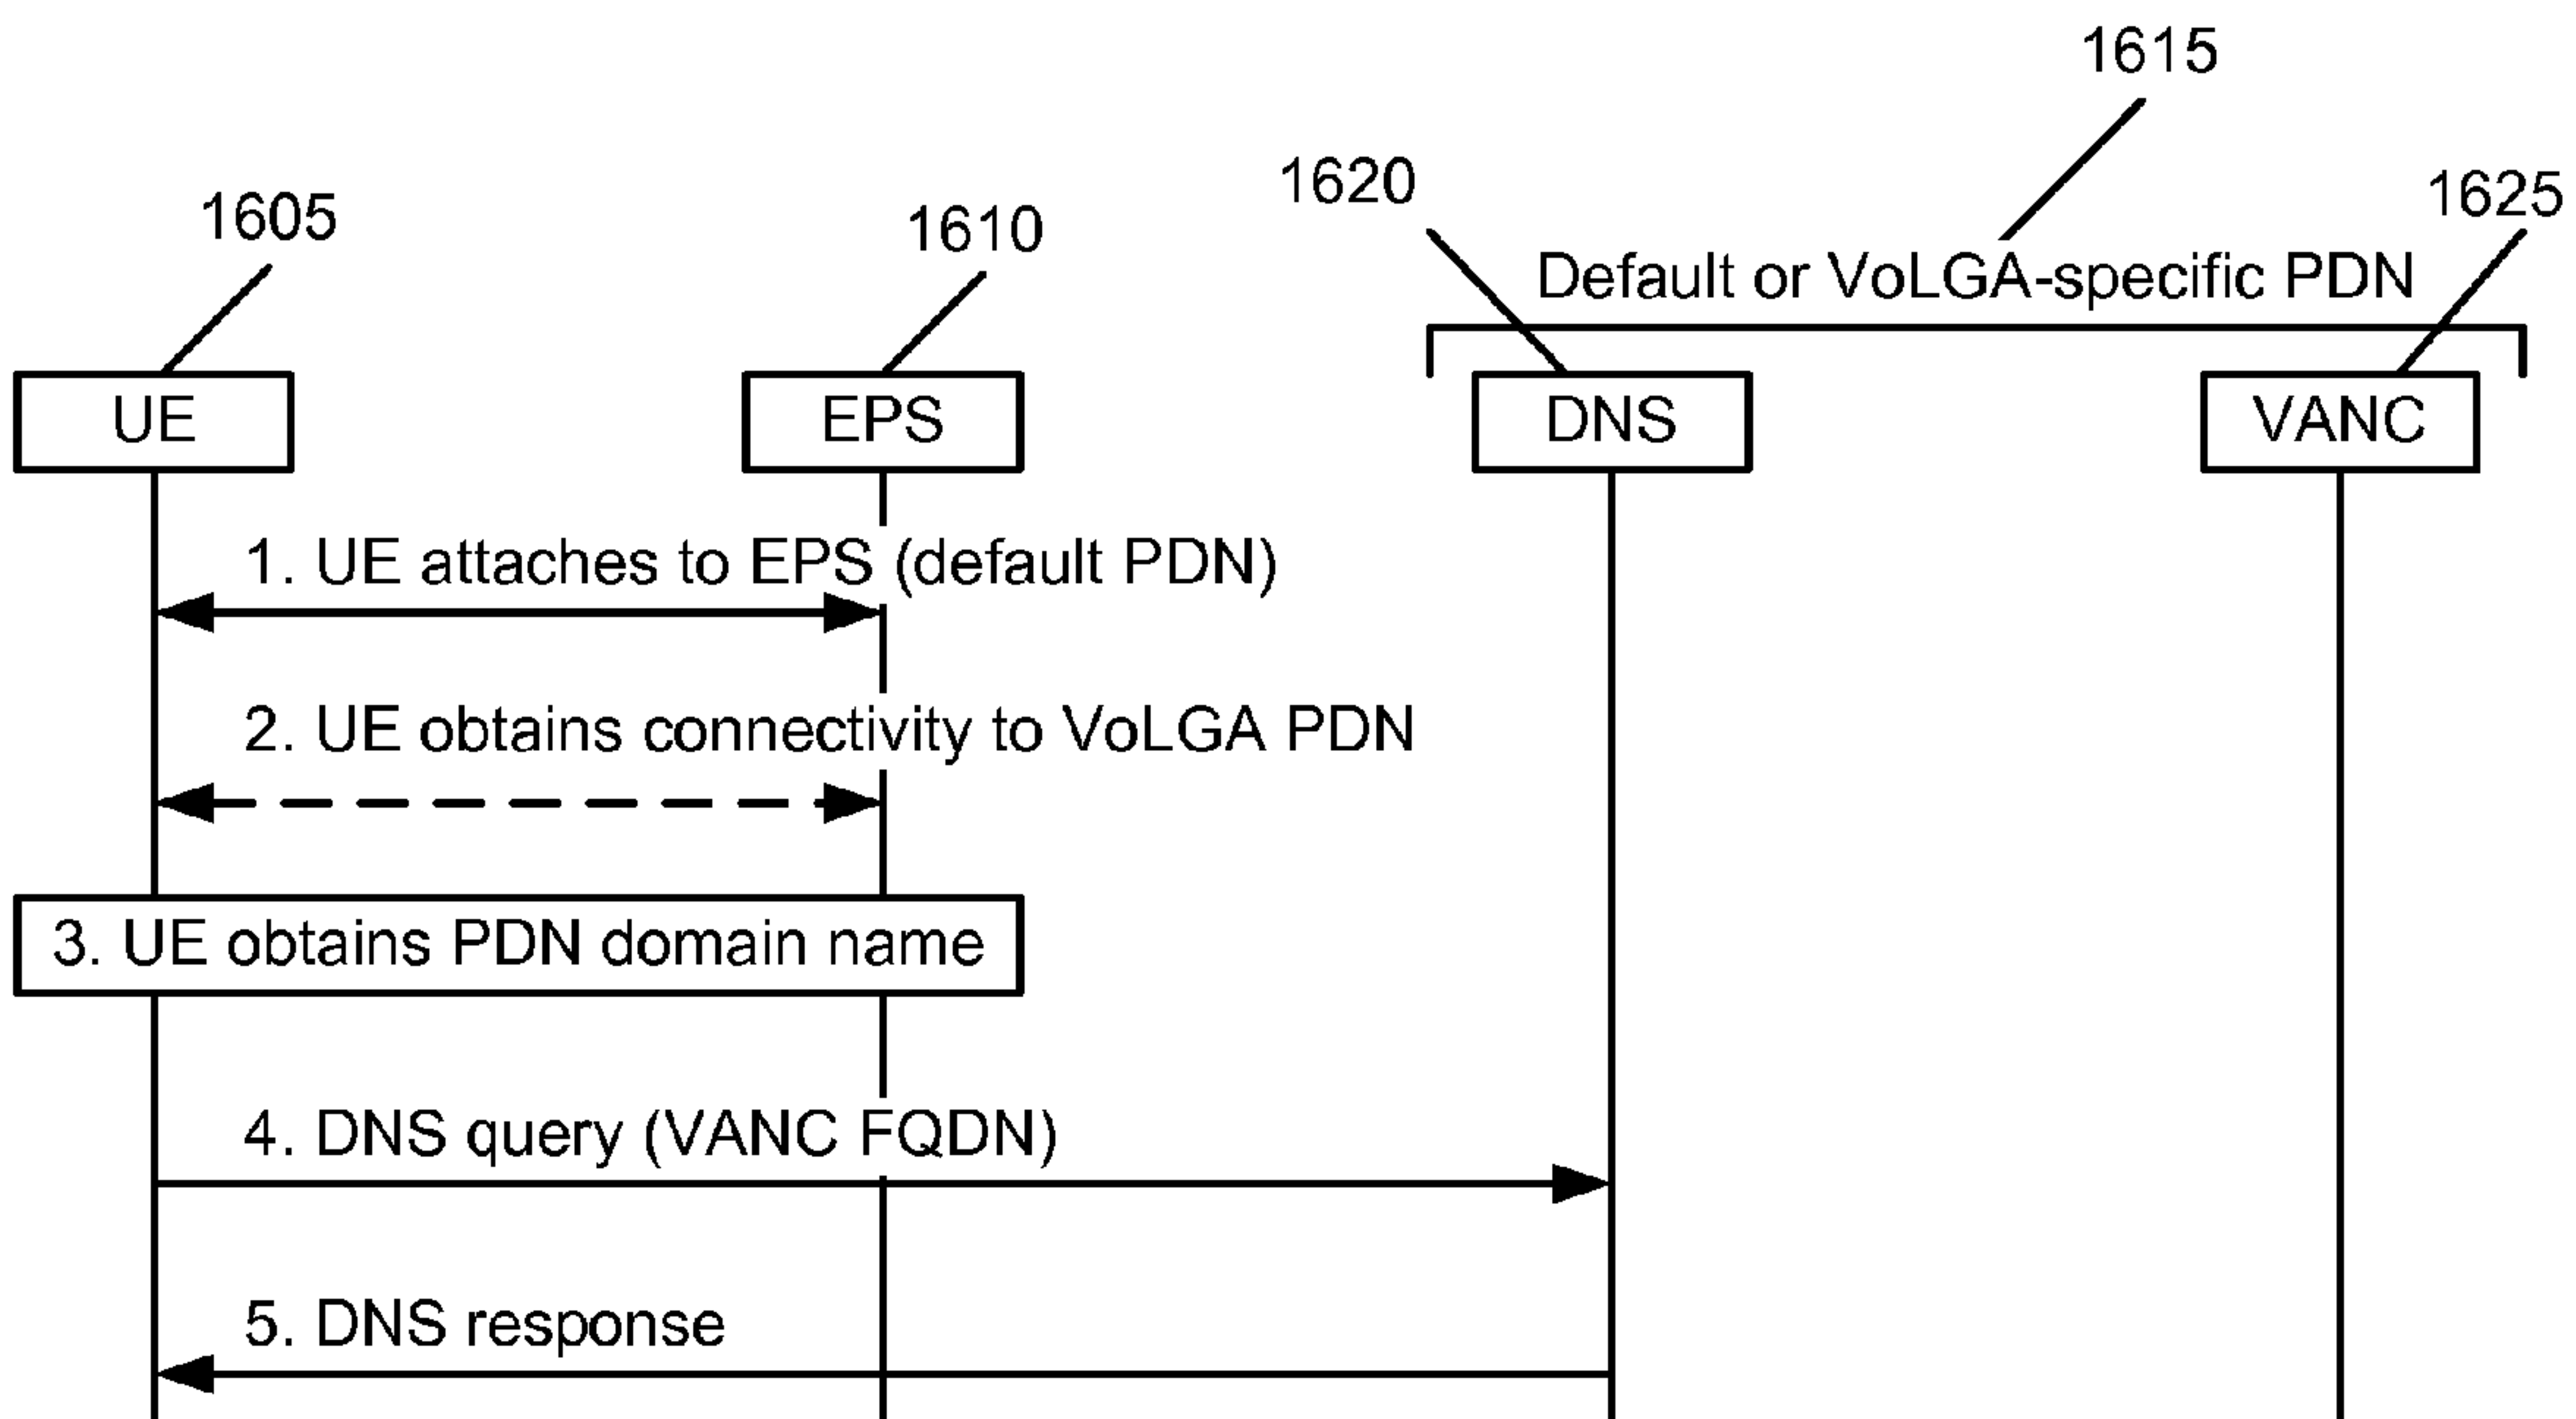 1615
1620
1625
1605
1610
Default or VoLGA-specific PDN
UE
EPS
DNS
VANC
1. UE attaches to EPS (default PDN)
2. UE obtains connectivity to VoLGA PDN
3. UE obtains PDN domain name
4. DNS query (VANC FQDN)
5. DNS response